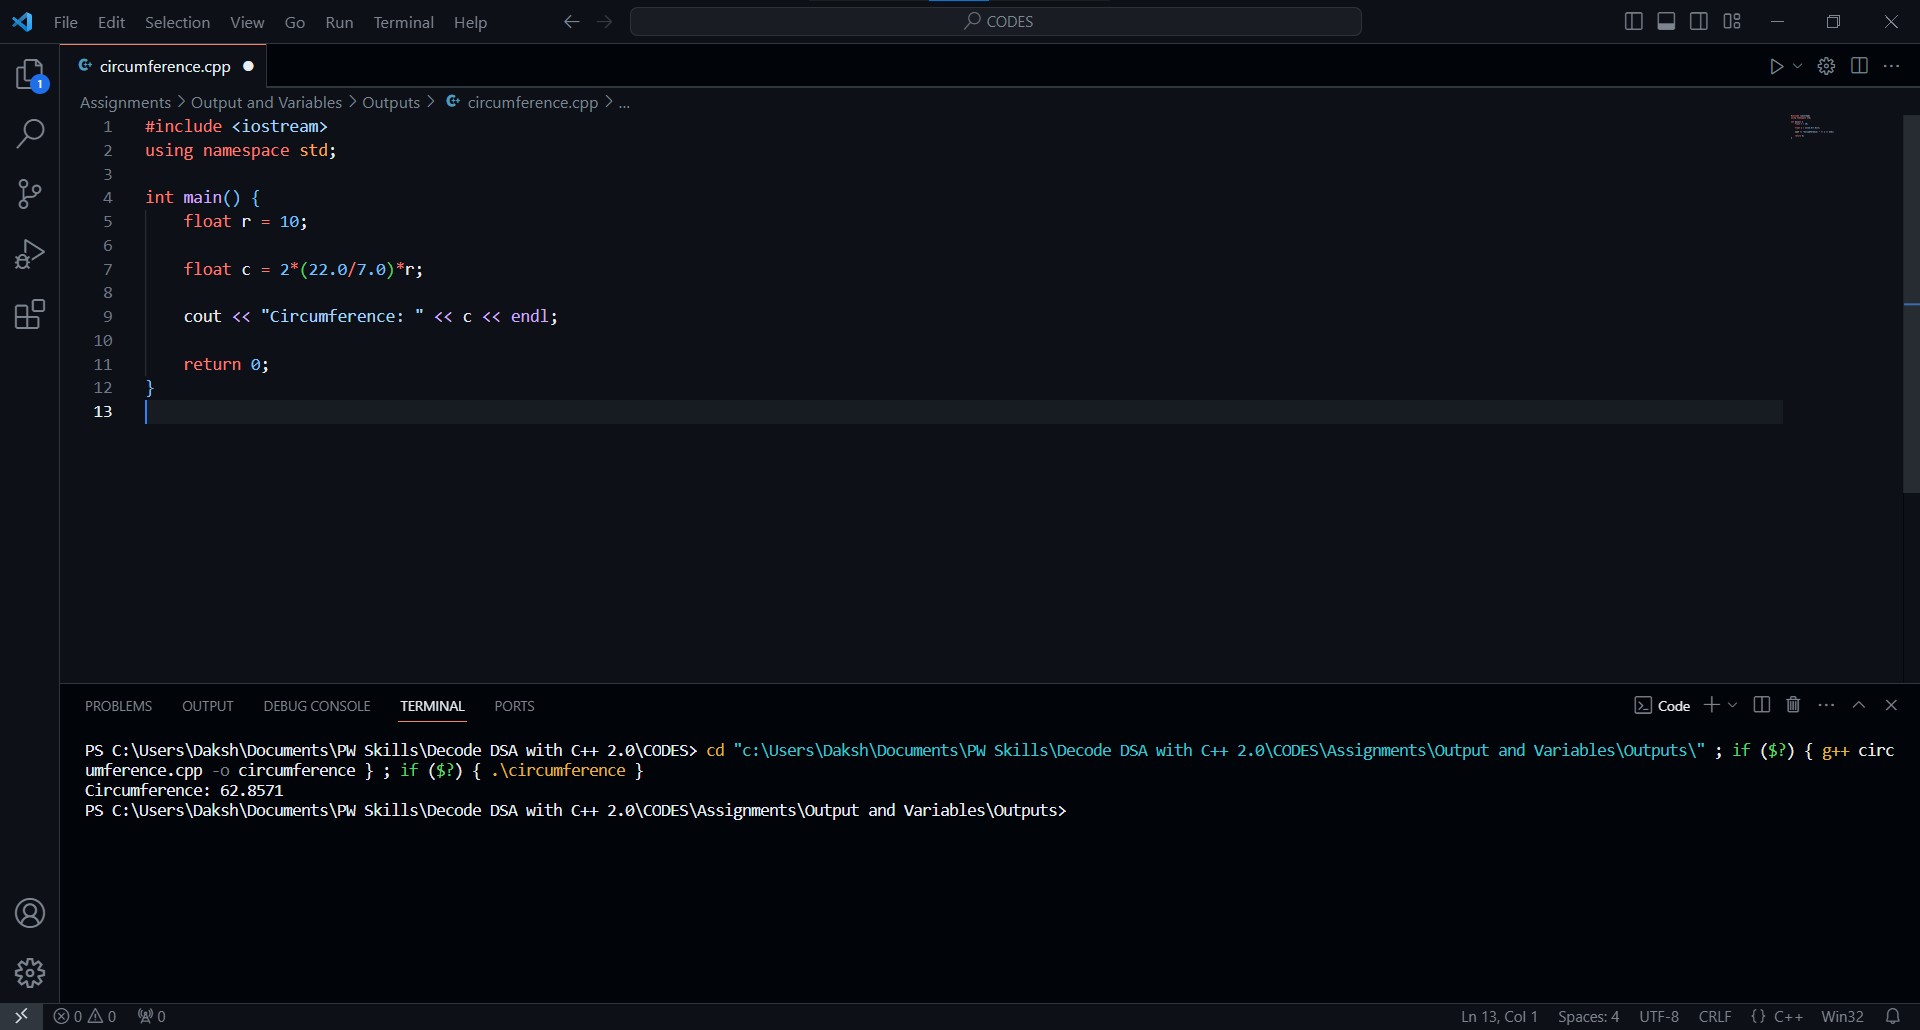 File Edit Selection View Go Run Terminal Help CODES
1
circumference.cpp
Assignments > Output and Variables > Outputs > circumference.cpp > ...
1 #include <iostream>
2 using namespace std;
3
4 int main() {
5 float r = 10;
6
7 float c = 2*(22.0/7.0)*r;
8
9 cout << "Circumference: " << c << endl;
10
11 return 0;
12 }
13
PROBLEMS OUTPUT DEBUG CONSOLE TERMINAL PORTS Code
PS C:\Users\Daksh\Documents\PW Skills\Decode DSA with C++ 2.0\CODES> cd "c:\Users\Daksh\Documents\PW Skills\Decode DSA with C++ 2.0\CODES\Assignments\Output and Variables\Outputs\" ; if ($?) { g++ circ
umference.cpp -o circumference } ; if ($?) { .\circumference }
Circumference: 62.8571
PS C:\Users\Daksh\Documents\PW Skills\Decode DSA with C++ 2.0\CODES\Assignments\Output and Variables\Outputs>
0 0 0 Ln 13, Col 1 Spaces: 4 UTF-8 CRLF {} C++ Win32